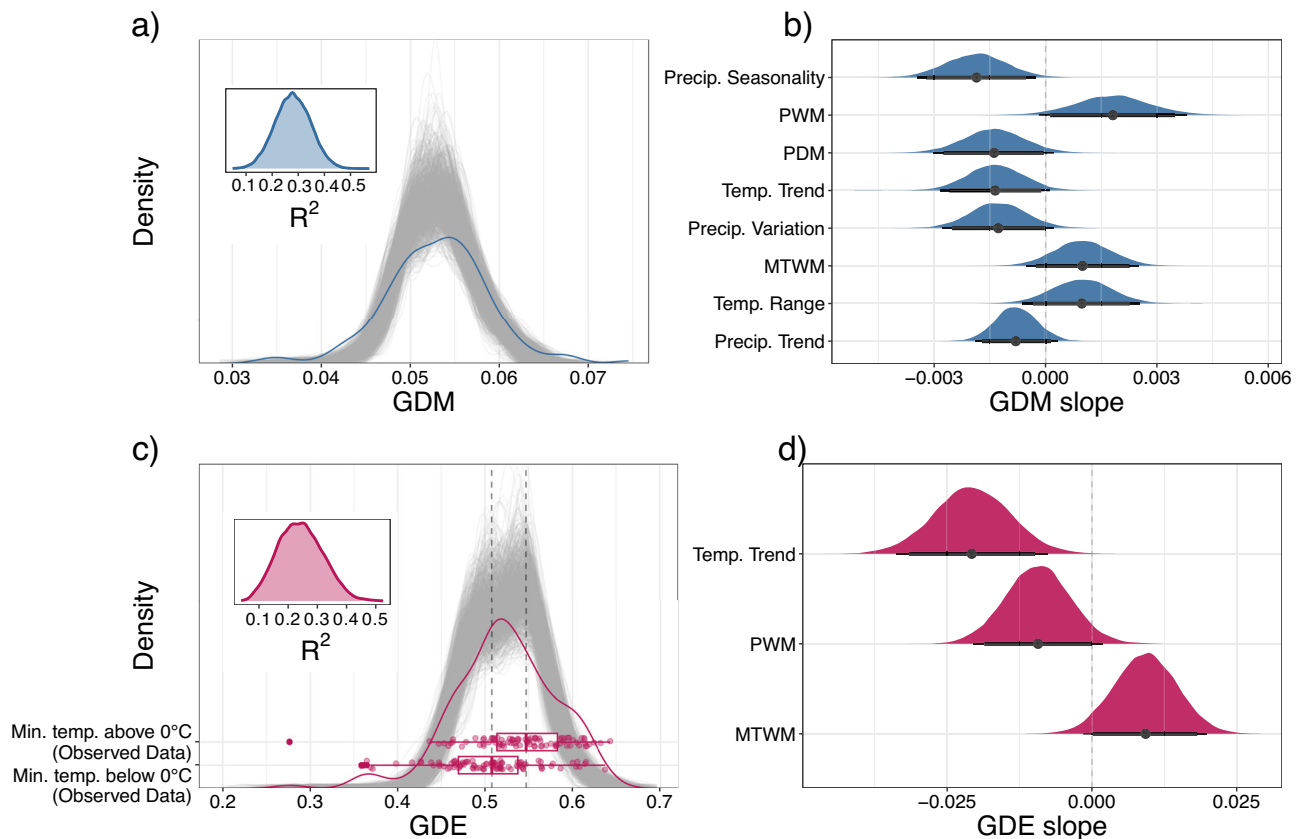 a)
Density
0.1 0.2 0.3 0.4 0.5
R²
0.03 0.04 0.05 0.06 0.07
GDM
b)
Precip. Seasonality
PWM
PDM
Temp. Trend
Precip. Variation
MTWM
Temp. Range
Precip. Trend
−0.003 0.000 0.003 0.006
GDM slope
c)
Density
0.1 0.2 0.3 0.4 0.5
R²
Min. temp. above 0°C
(Observed Data)
Min. temp. below 0°C
(Observed Data)
0.2 0.3 0.4 0.5 0.6 0.7
GDE
d)
Temp. Trend
PWM
MTWM
−0.025 0.000 0.025
GDE slope